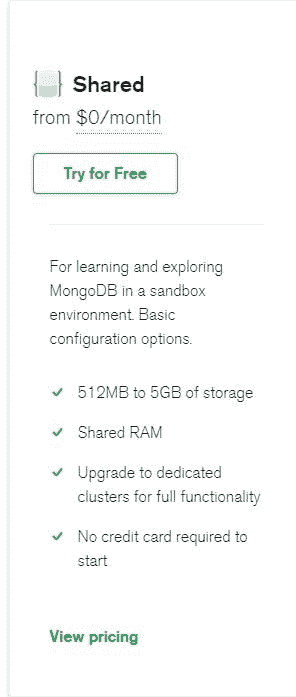 Shared
from $0/month
Try for Free
For learning and exploring
MongoDB in a sandbox
environment. Basic
configuration options.
512MB to 5GB of storage
Shared RAM
Upgrade to dedicated
clusters for full functionality
No credit card required to
start
View pricing